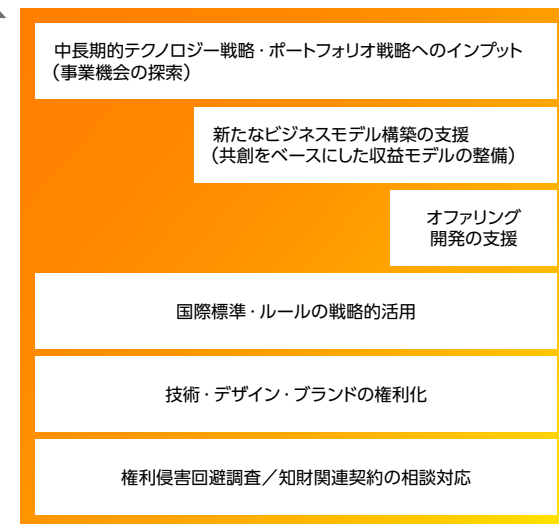 中長期的テクノロジー戦略・ポートフォリオ戦略へのインプット
（事業機会の探索）
新たなビジネスモデル構築の支援
（共創をベースにした収益モデルの整備）
オファリング
開発の支援
国際標準・ルールの戦略的活用
技術・デザイン・ブランドの権利化
権利侵害回避調査／知財関連契約の相談対応